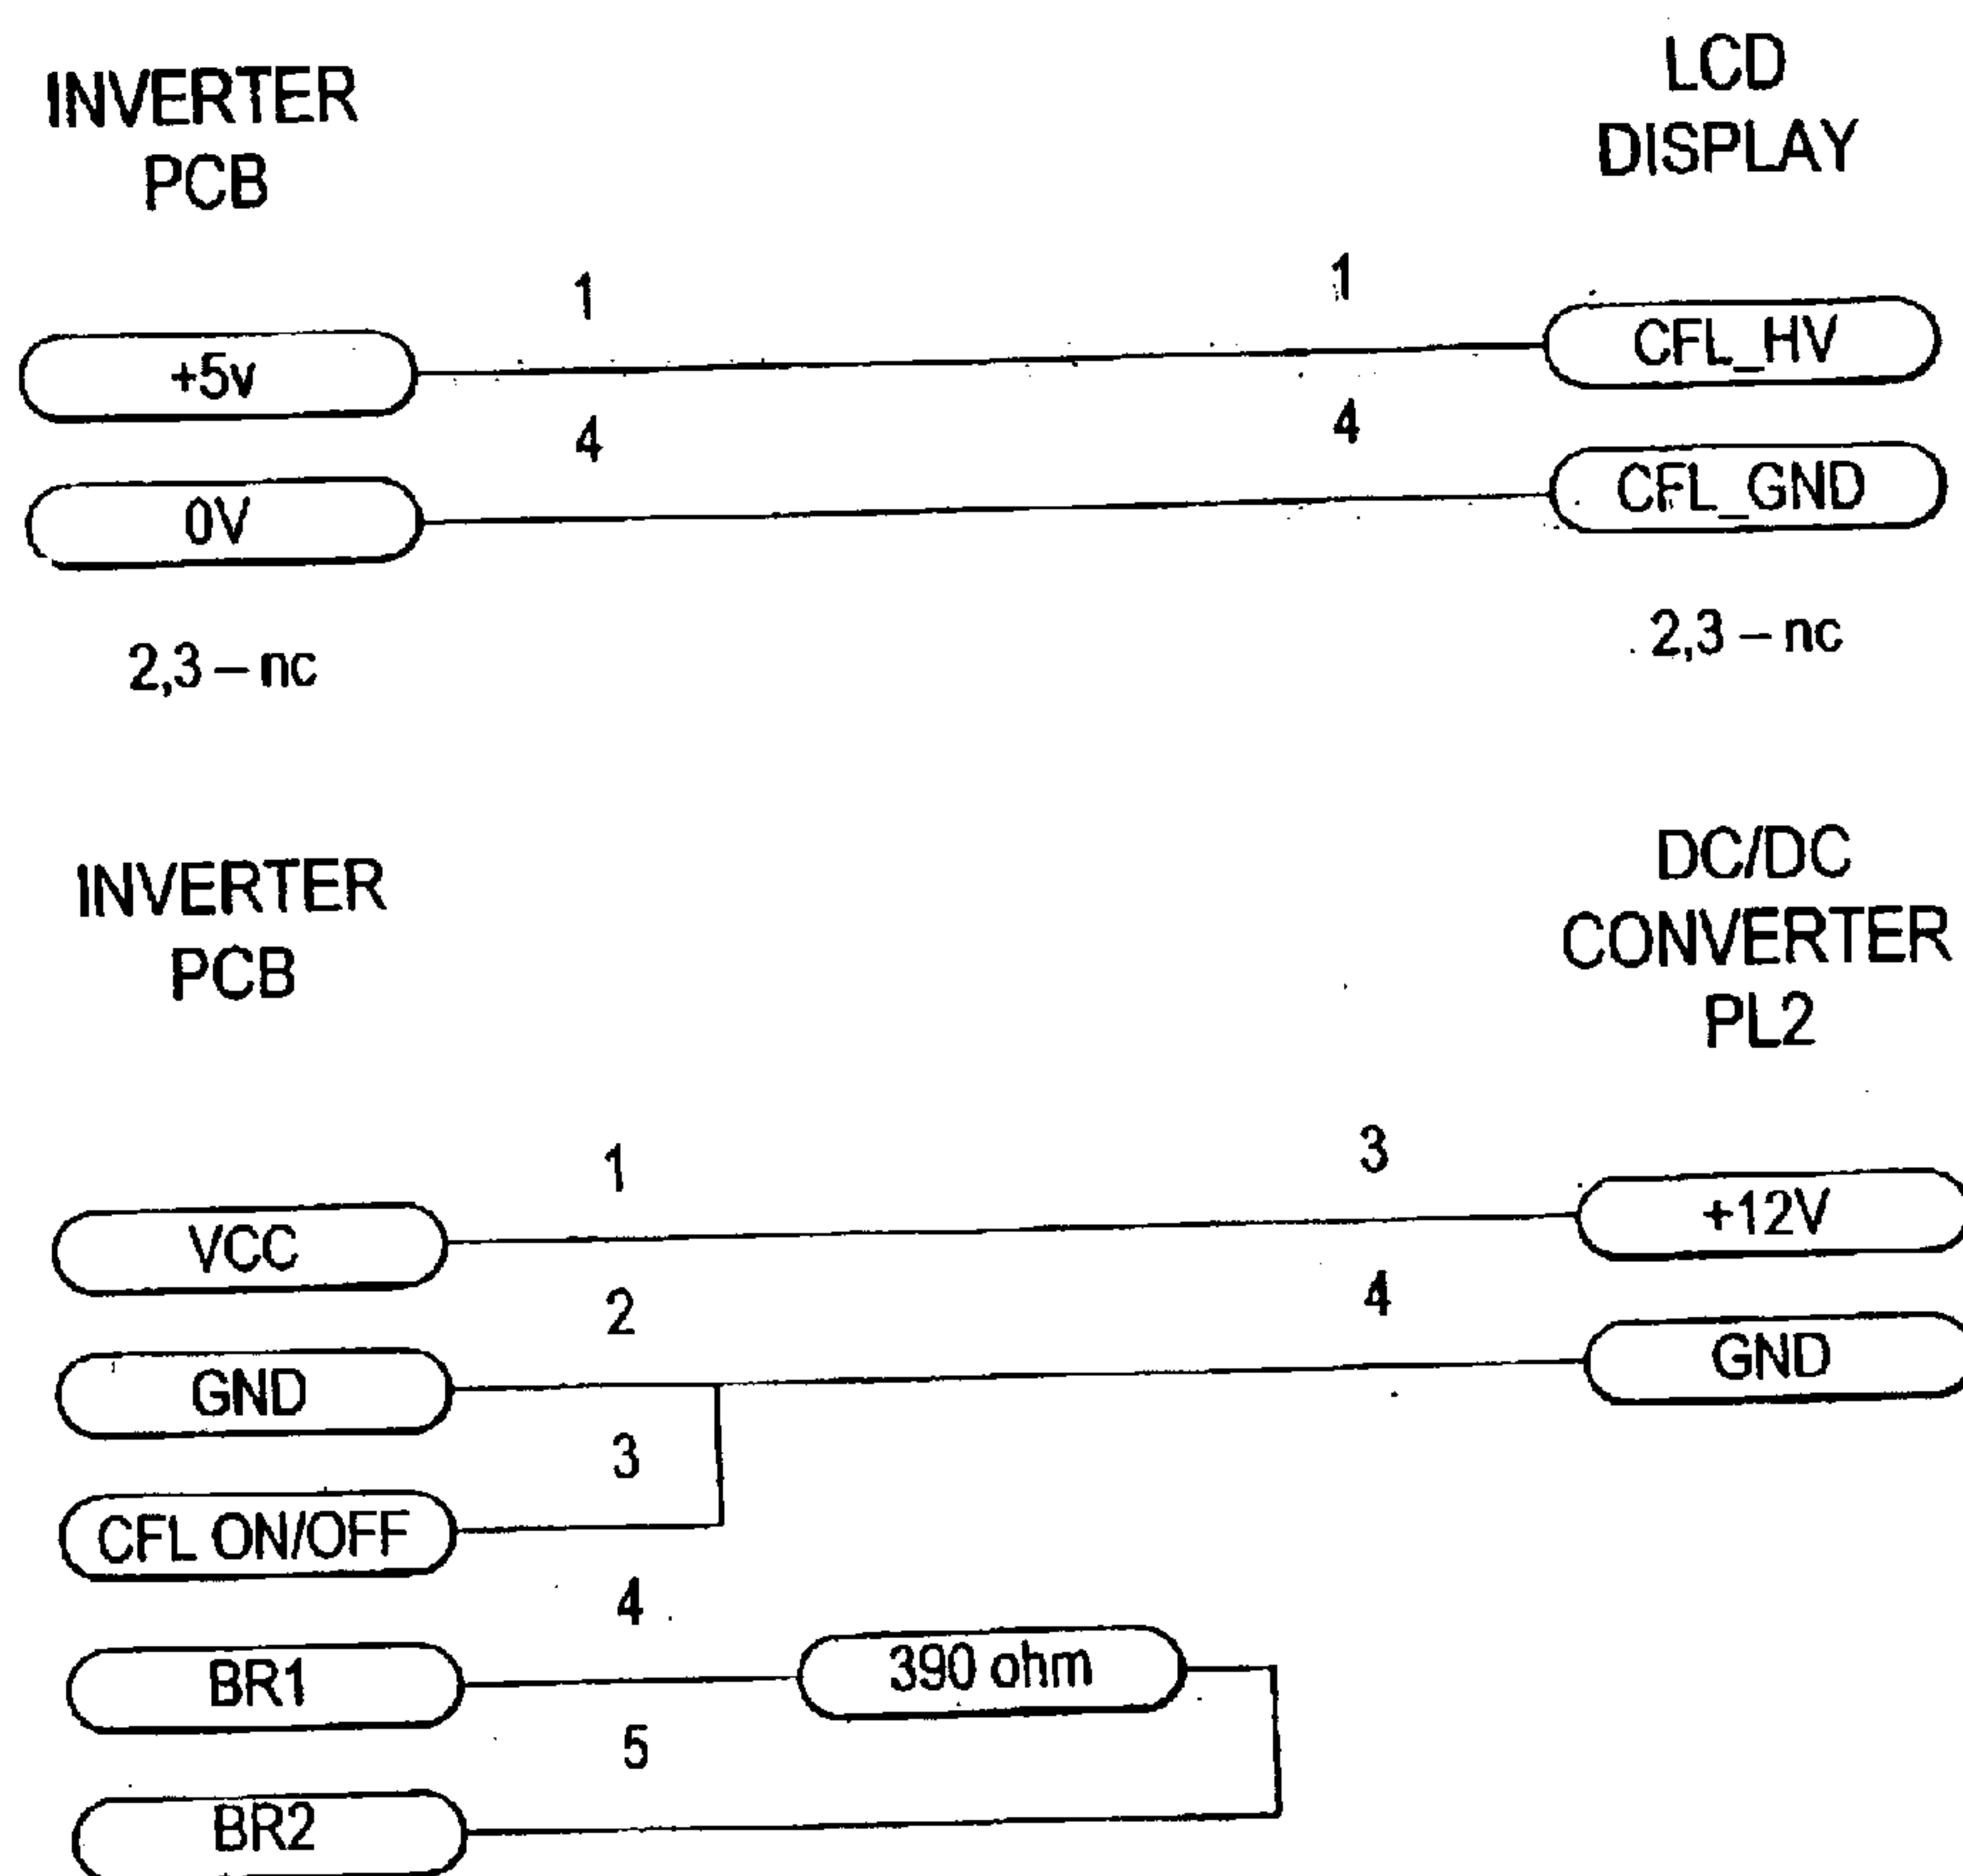 INVERTER
PCB
LCD
DISPLAY
1
1
+5v
CFL_HV
4
4
0V
CFL_GND
2,3 – nc
2,3 – nc
INVERTER
PCB
DC/DC
CONVERTER
PL2
1
3
VCC
+12V
2
4
GND
GND
3
CFL ON/OFF
4
BR1
390 ohm
5
BR2